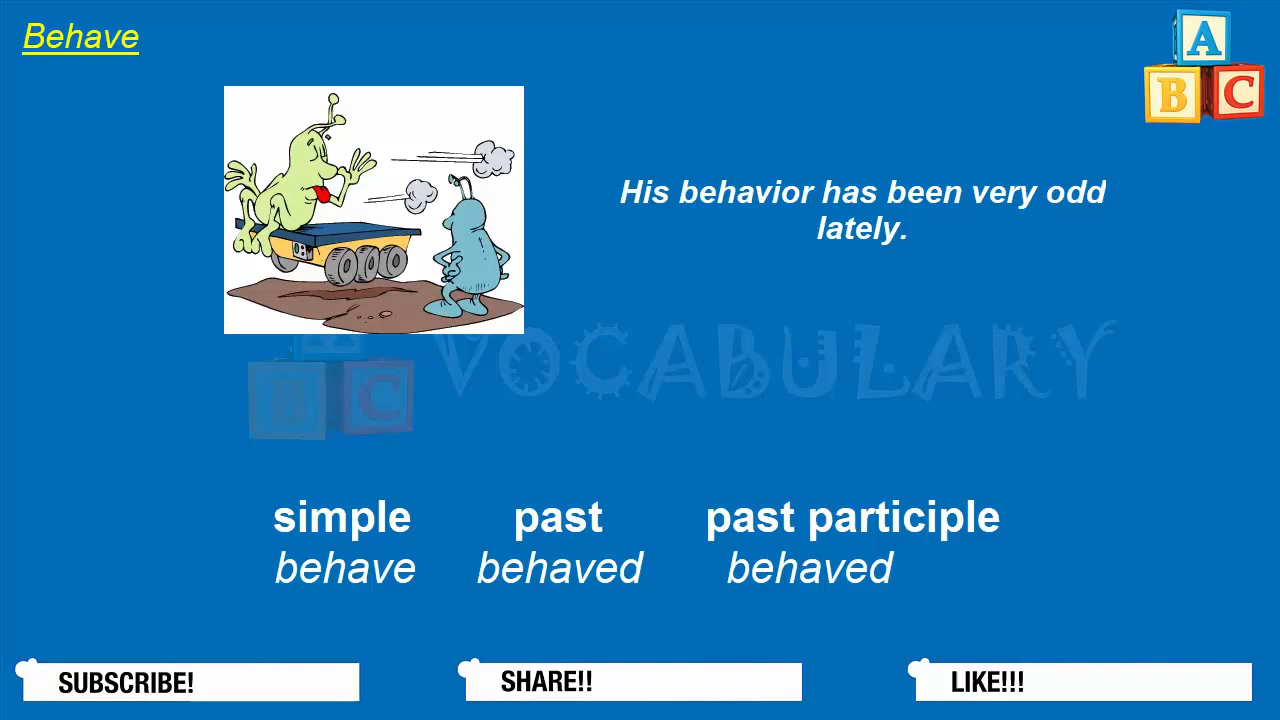 Behave
A
B C
His behavior has been very odd
lately.
A
B C
VOCABULARY
simple past past participle
behave behaved behaved
SUBSCRIBE! SHARE!! LIKE!!!